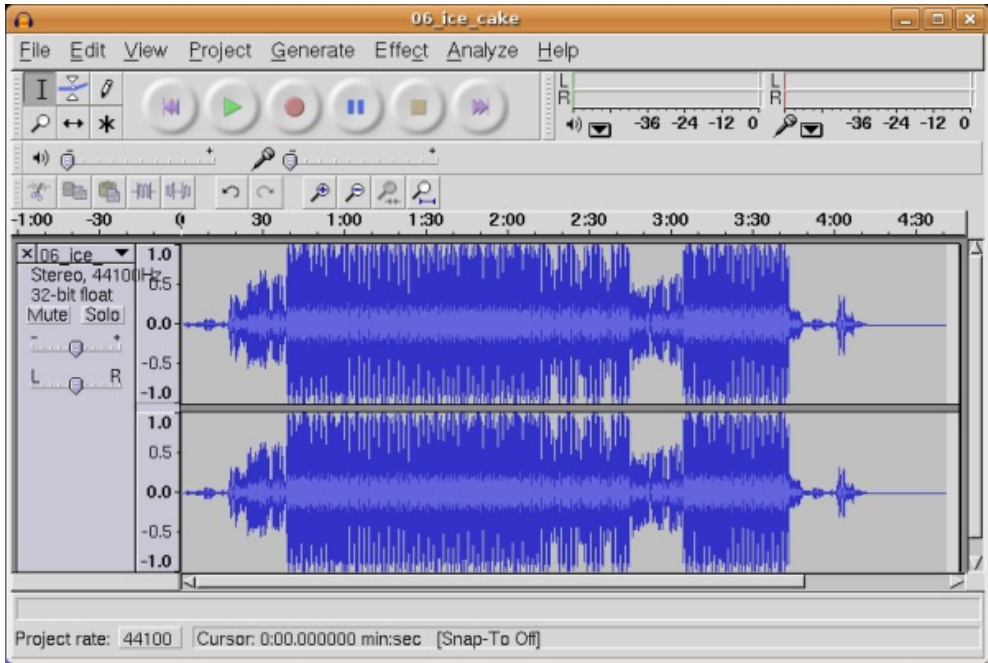 06_ice_cake
File Edit View Project Generate Effect Analyze Help
L
R
-36 -24 -12 0
L
R
-36 -24 -12 0
- +
- +
-1:00 -30 0 30 1:00 1:30 2:00 2:30 3:00 3:30 4:00 4:30
06_ice_
Stereo, 44100Hz
32-bit float
Mute Solo
- +
L R
1.0
0.5
0.0
-0.5
-1.0
1.0
0.5
0.0
-0.5
-1.0
Project rate: 44100 Cursor: 0:00.000000 min:sec [Snap-To Off]